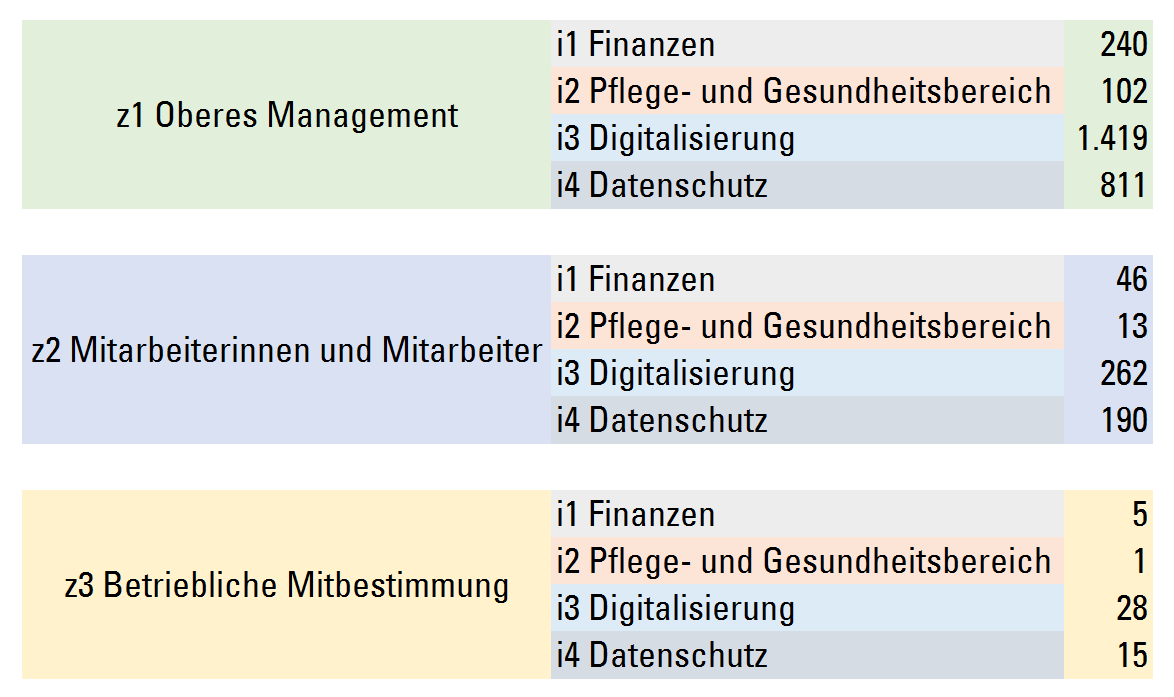 z1 Oberes Management
i1 Finanzen 240
i2 Pflege- und Gesundheitsbereich 102
i3 Digitalisierung 1.419
i4 Datenschutz 811
z2 Mitarbeiterinnen und Mitarbeiter
i1 Finanzen 46
i2 Pflege- und Gesundheitsbereich 13
i3 Digitalisierung 262
i4 Datenschutz 190
z3 Betriebliche Mitbestimmung
i1 Finanzen 5
i2 Pflege- und Gesundheitsbereich 1
i3 Digitalisierung 28
i4 Datenschutz 15